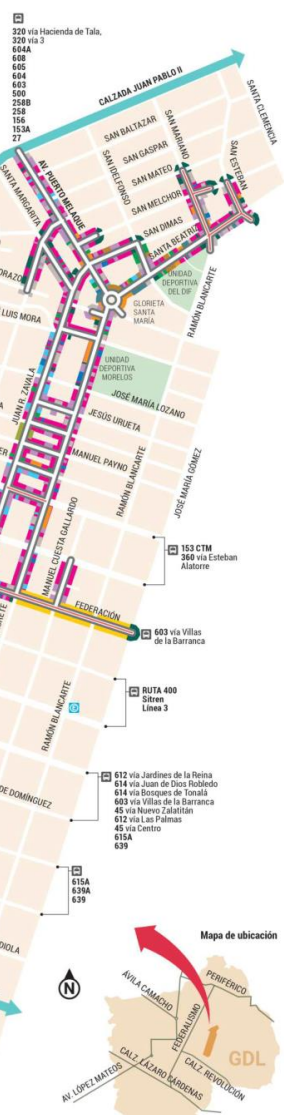 320 vía Hacienda de Tala,
320 vía 3
604A
608
605
604
603
500
258B
258
156
153A
27
CALZADA JUAN PABLO II
SANTA CLEMENCIA
SAN BALTAZAR
SAN MARIANO
SAN GASPAR
SAN ESTEBAN
SAN ILDEFONSO
SAN MATEO
AV. PUERTO MELAQUE
SANTA MARGARITA
SAN MELCHOR
SAN DIMAS
SANTA BEATRIZ
UNIDAD
DEPORTIVA
DEL DIF
ORAZO
GLORIETA
SANTA
MARÍA
RAMÓN BLANCARTE
LUIS MORA
UNIDAD
DEPORTIVA
MORELOS
JUAN R. ZAVALA
JOSÉ MARÍA LOZANO
JESÚS URUETA
MANUEL PAYNO
RAMÓN BLANCARTE
JOSÉ MARÍA GÓMEZ
MANUEL CUESTA GALLARDO
153 CTM
360 vía Esteban
Alatorre
FEDERACIÓN
603 vía Villas
de la Barranca
RUTA 400
Sitren
Línea 3
RAMÓN BLANCARTE
DE DOMÍNGUEZ
612 vía Jardines de la Reina
614 vía Juan de Dios Robledo
614 vía Bosques de Tonalá
603 vía Villas de la Barranca
45 vía Nuevo Zalatitán
612 vía Las Palmas
45 vía Centro
615A
639
615A
639A
639
DIOLA
N
Mapa de ubicación
PERIFÉRICO
ÁVILA CAMACHO
FEDERALISMO
GDL
CALZ. REVOLUCIÓN
CALZ. LÁZARO CÁRDENAS
AV. LÓPEZ MATEOS